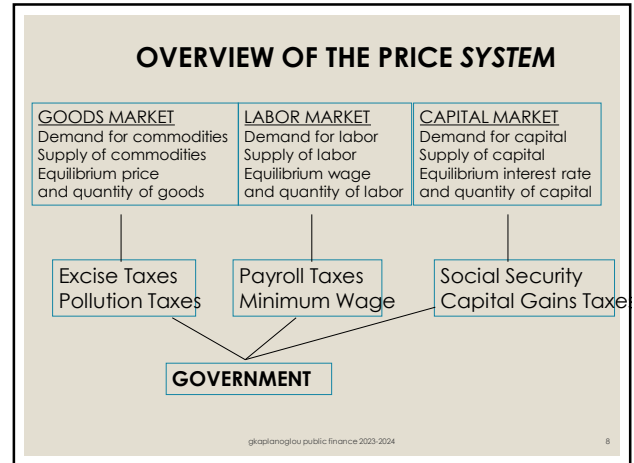 OVERVIEW OF THE PRICE SYSTEM
GOODS MARKET
Demand for commodities
Supply of commodities
Equilibrium price
and quantity of goods
LABOR MARKET
Demand for labor
Supply of labor
Equilibrium wage
and quantity of labor
CAPITAL MARKET
Demand for capital
Supply of capital
Equilibrium interest rate
and quantity of capital
Excise Taxes
Pollution Taxes
Payroll Taxes
Minimum Wage
Social Security
Capital Gains Taxes
GOVERNMENT
gkaplanoglou public finance 2023-2024
8